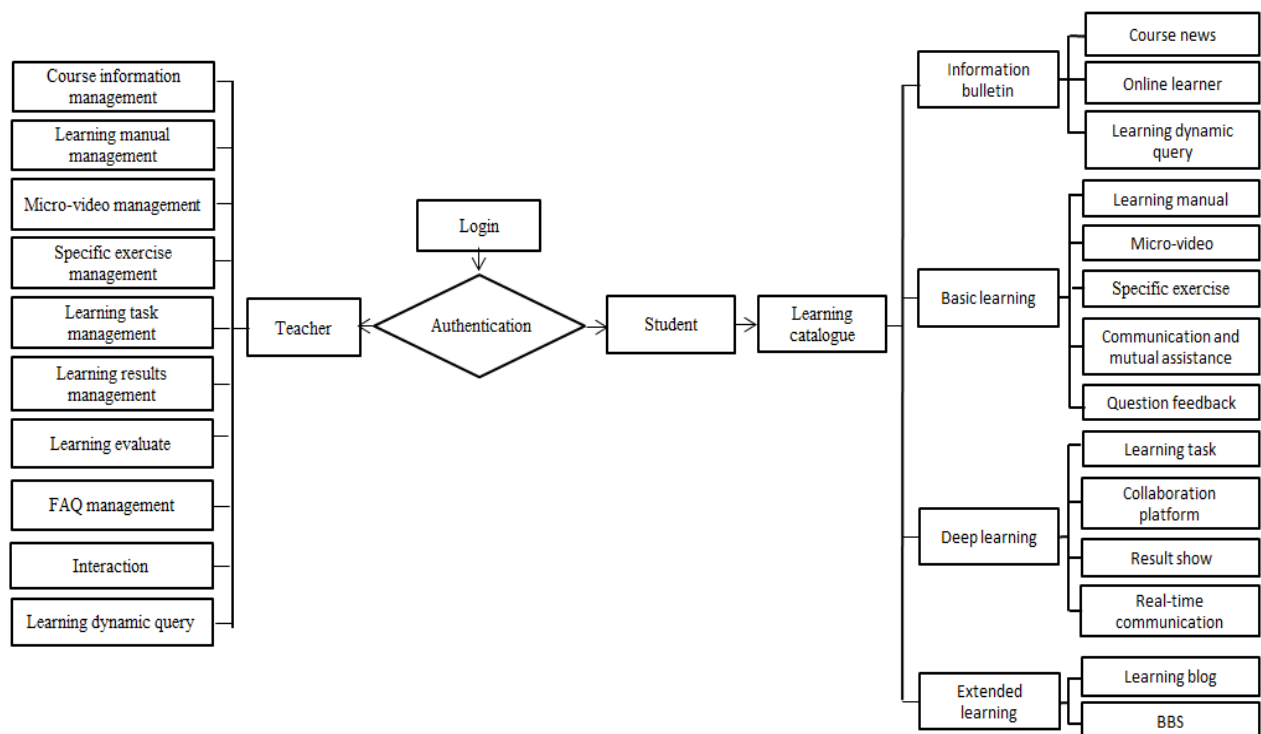 Course information
management
Learning manual
management
Micro-video management
Specific exercise
management
Learning task
management
Learning results
management
Learning evaluate
FAQ management
Interaction
Learning dynamic query
Teacher
Login
Authentication
Student
Learning
catalogue
Information
bulletin
Course news
Online learner
Learning dynamic
query
Basic learning
Learning manual
Micro-video
Specific exercise
Communication and
mutual assistance
Question feedback
Deep learning
Learning task
Collaboration
platform
Result show
Real-time
communication
Extended
learning
Learning blog
BBS